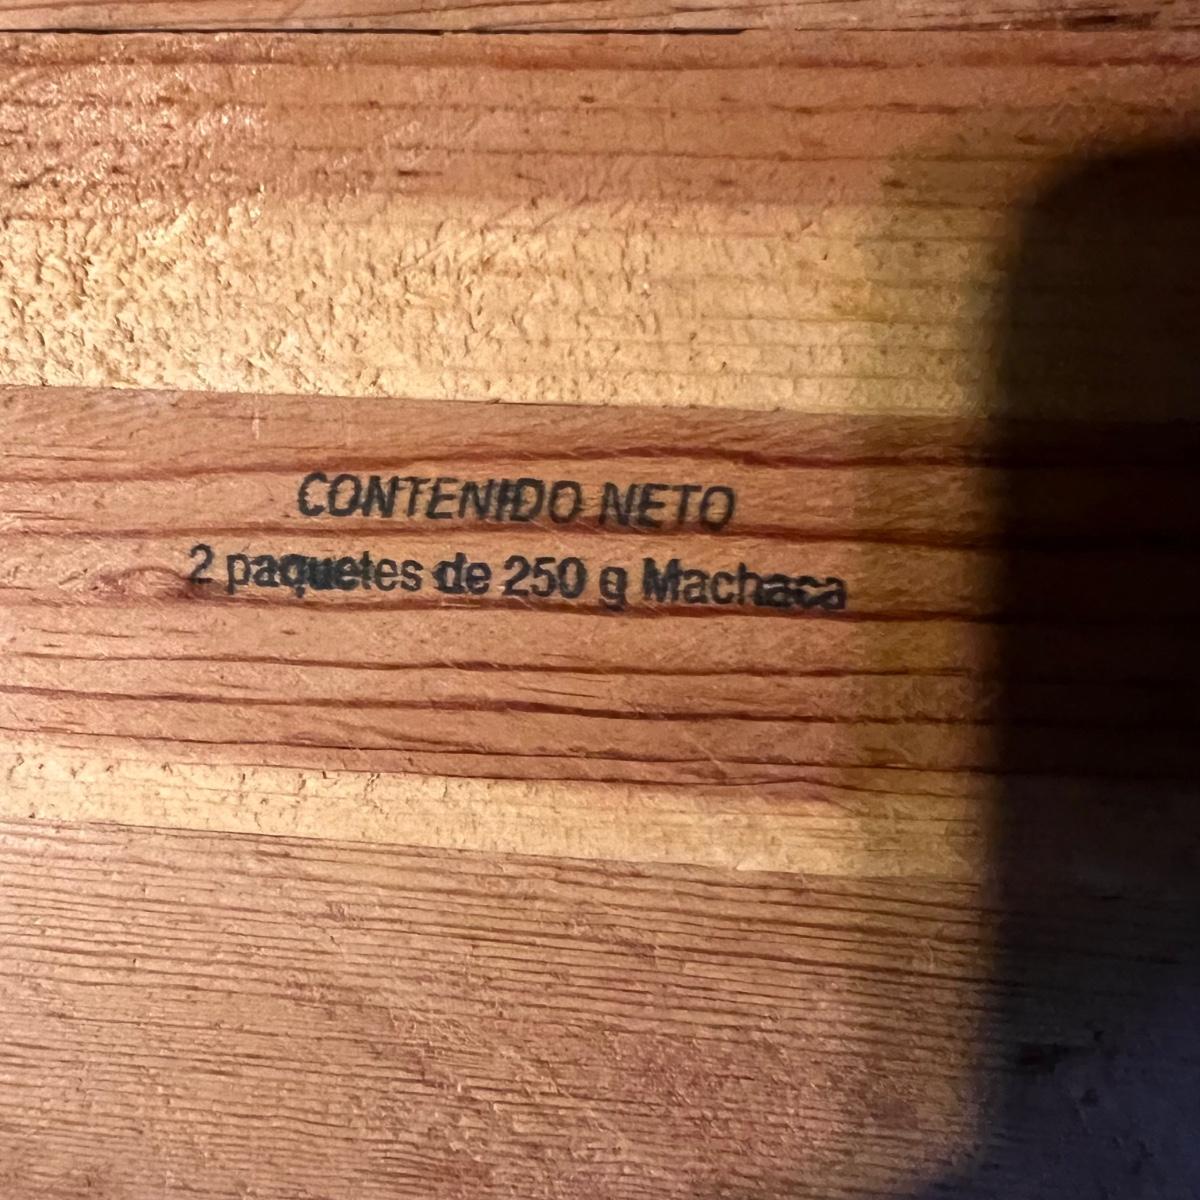 CONTENIDO NETO
2 paquetes de 250 g Machaca